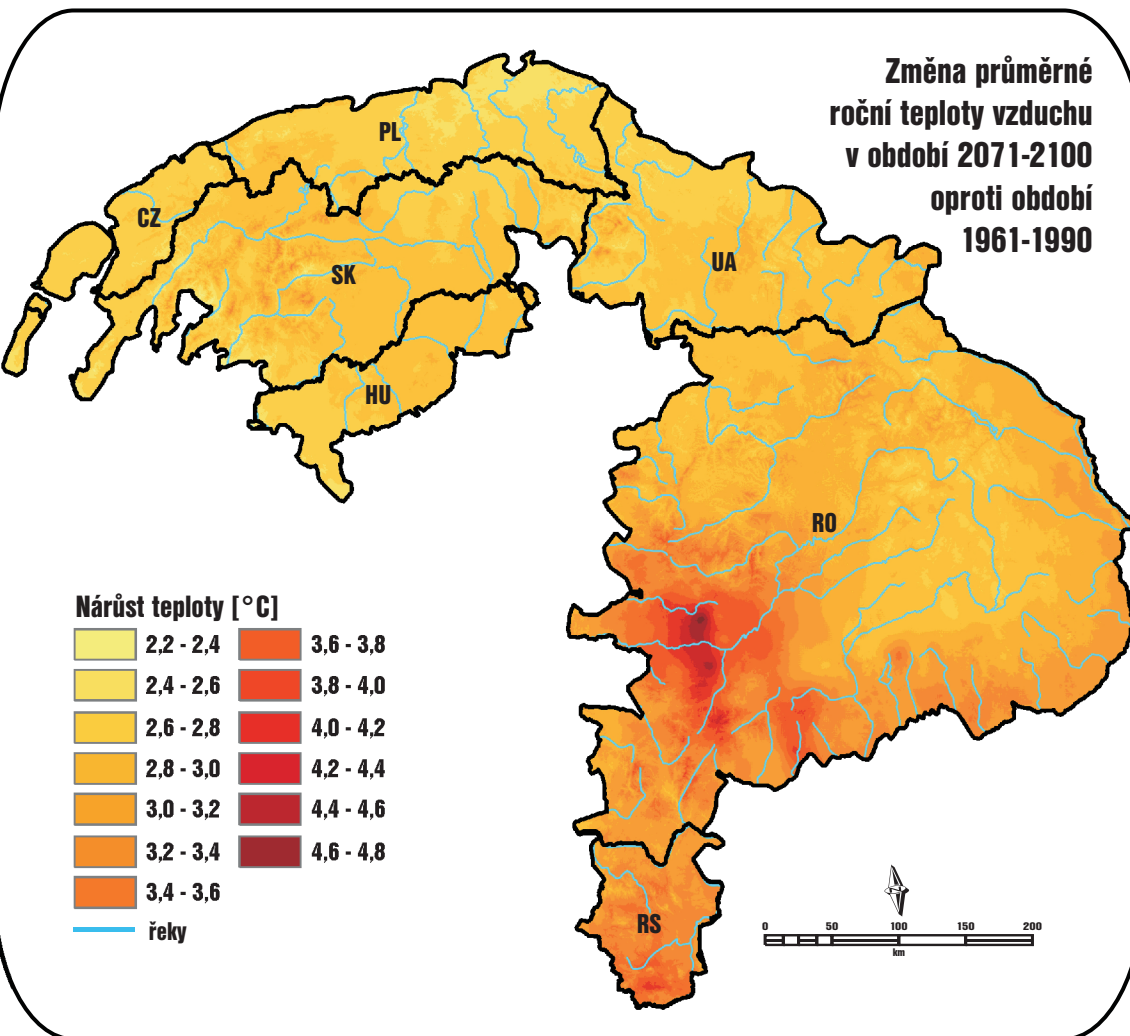 Změna průměrné
roční teploty vzduchu
v období 2071-2100
oproti období
1961-1990
PL
CZ
SK
UA
HU
RO
RS
Nárůst teploty [°C]
2,2 - 2,4
2,4 - 2,6
2,6 - 2,8
2,8 - 3,0
3,0 - 3,2
3,2 - 3,4
3,4 - 3,6
3,6 - 3,8
3,8 - 4,0
4,0 - 4,2
4,2 - 4,4
4,4 - 4,6
4,6 - 4,8
řeky
0 50 100 150 200
km